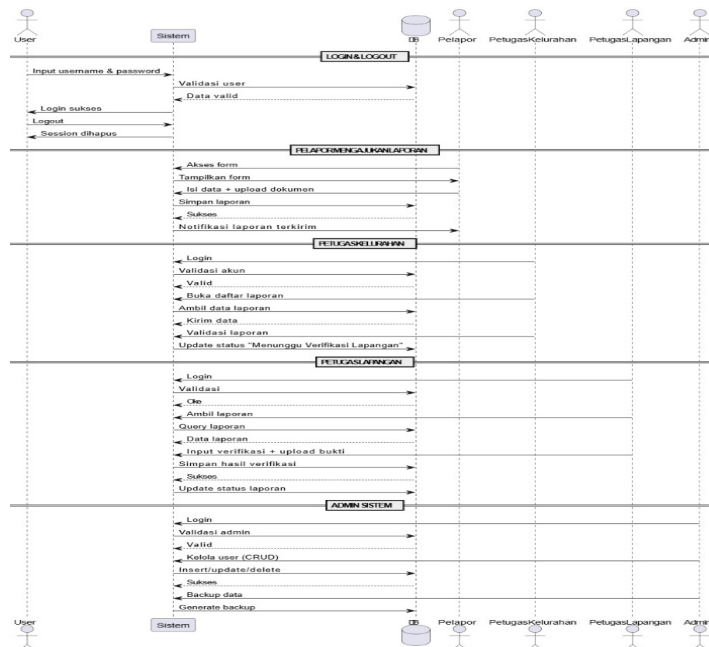 User
Sistem
DB
Pelapor
PetugasKelurahan
PetugasLapangan
Admin
LOGIN & LOGOUT
Input username & password
Validasi user
Data valid
Login sukses
Logout
Session dihapus
PELAPOR MENGAJUKAN LAPORAN
Akses form
Tampilkan form
Isi data + upload dokumen
Simpan laporan
Sukses
Notifikasi laporan terkirim
PETUGAS KELURAHAN
Login
Validasi akun
Valid
Buka daftar laporan
Ambil data laporan
Kirim data
Validasi laporan
Update status "Menunggu Verifikasi Lapangan"
PETUGAS LAPANGAN
Login
Validasi
Oke
Ambil laporan
Query laporan
Data laporan
Input verifikasi + upload bukti
Simpan hasil verifikasi
Sukses
Update status laporan
ADMIN SISTEM
Login
Validasi admin
Valid
Kelola user (CRUD)
Insert/update/delete
Sukses
Backup data
Generate backup
User
Sistem
DB
Pelapor
PetugasKelurahan
PetugasLapangan
Admin